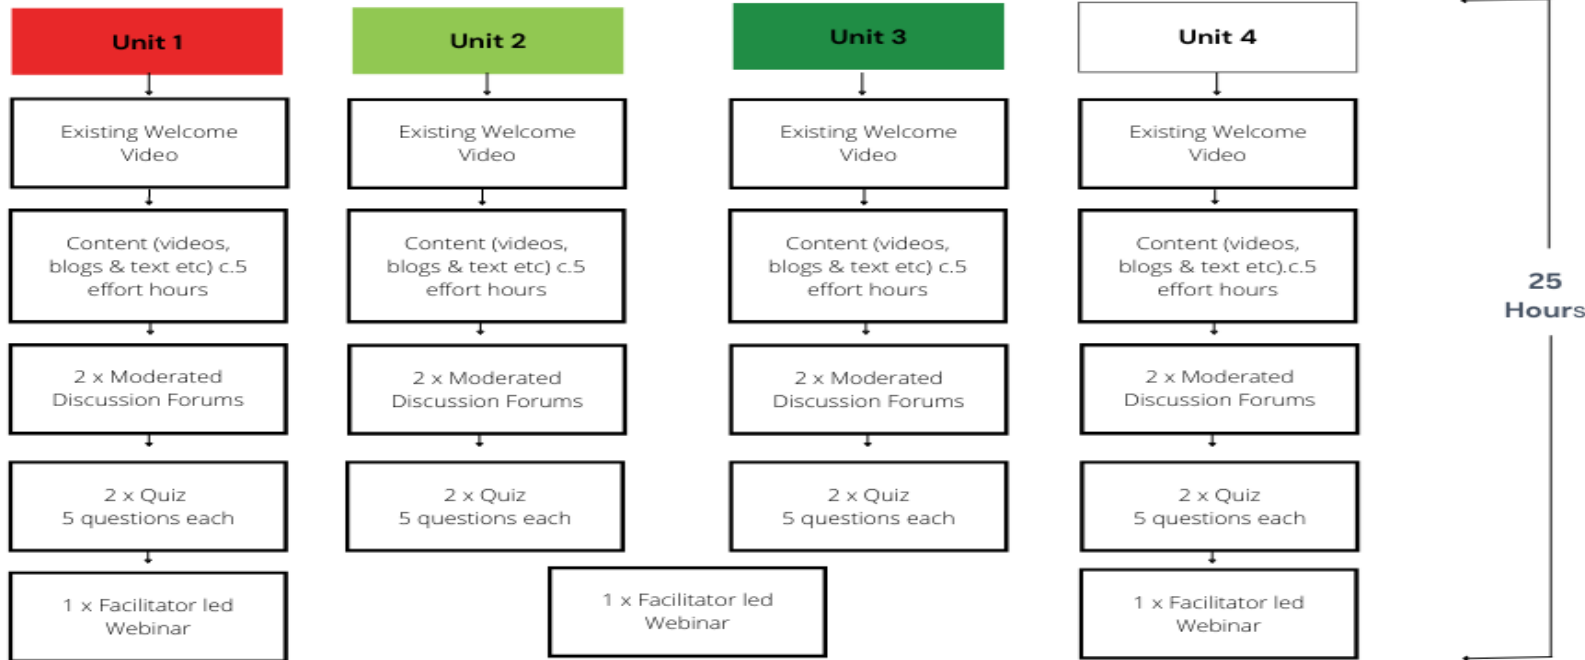 Unit 1
Unit 2
Unit 3
Unit 4
Existing Welcome
Video
Existing Welcome
Video
Existing Welcome
Video
Existing Welcome
Video
Content (videos,
blogs & text etc) c.5
effort hours
Content (videos,
blogs & text etc) c.5
effort hours
Content (videos,
blogs & text etc) c.5
effort hours
Content (videos,
blogs & text etc).c.5
effort hours
25
Hours
2 x Moderated
Discussion Forums
2 x Moderated
Discussion Forums
2 x Moderated
Discussion Forums
2 x Moderated
Discussion Forums
2 x Quiz
5 questions each
2 x Quiz
5 questions each
2 x Quiz
5 questions each
2 x Quiz
5 questions each
1 x Facilitator led
Webinar
1 x Facilitator led
Webinar
1 x Facilitator led
Webinar